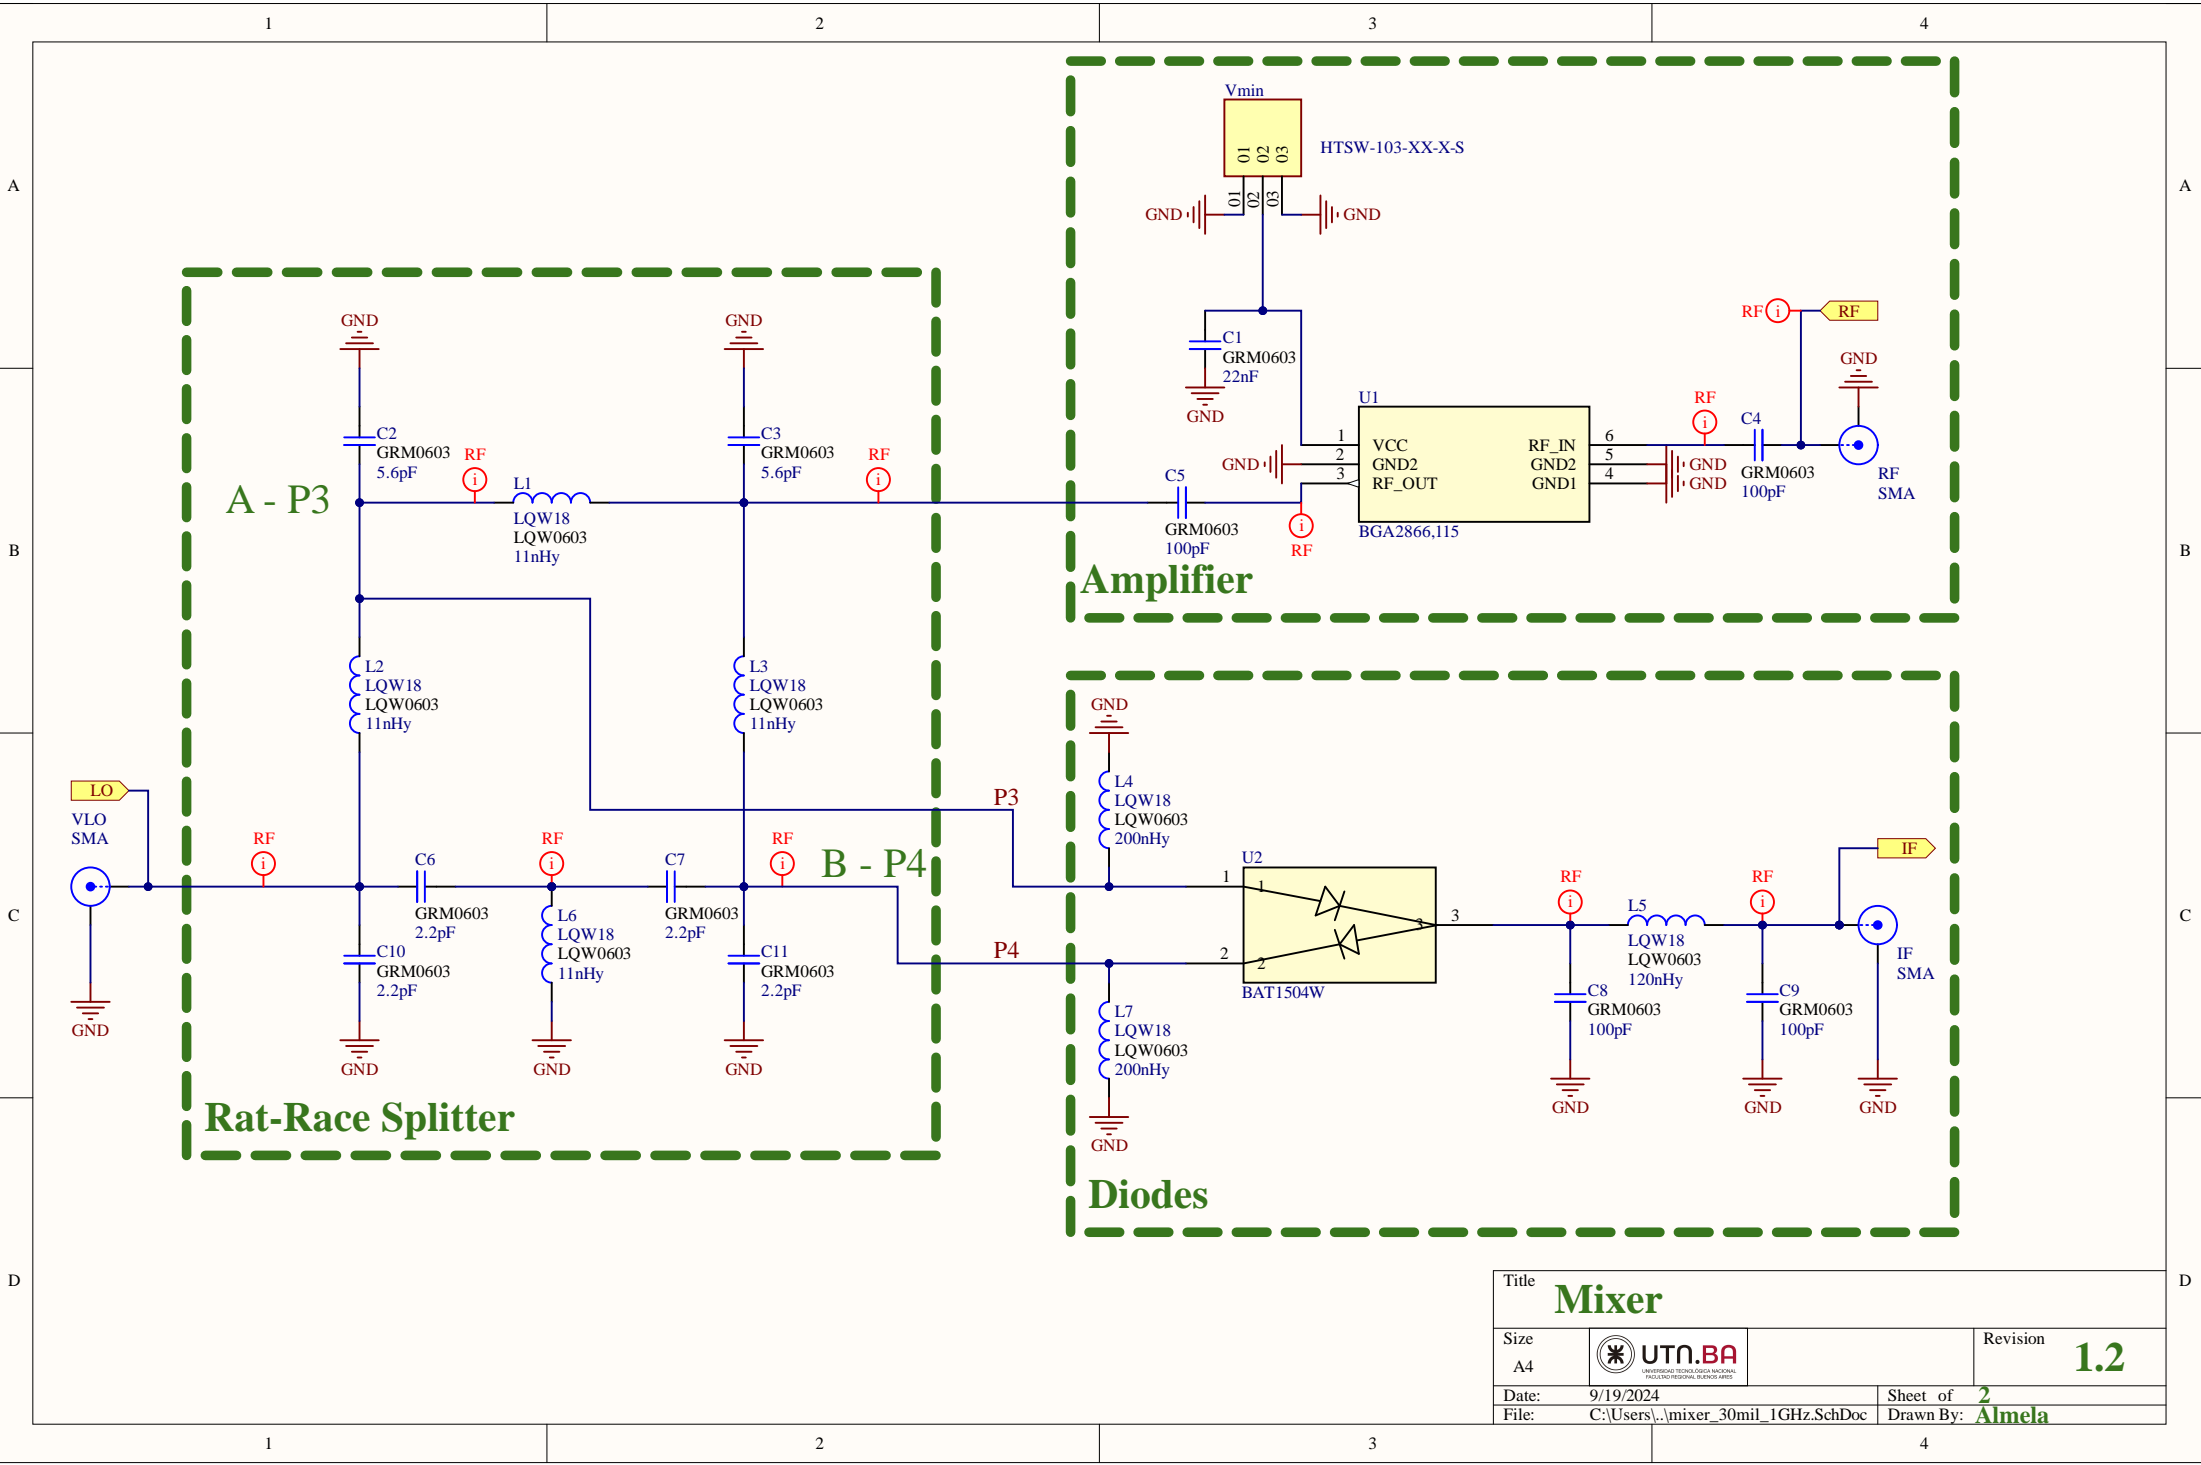 1 2 3 4
A A
B B
C C
D D
Vmin
01 02 03
HTSW-103-XX-X-S
01 02 03
GND GND
C1
GRM0603
22nF
GND
RF RF
GND
U1
1 VCC
2 GND2
3 RF_OUT
RF_IN 6
GND2 5
GND1 4
BGA2866,115
GND
GND
GND
RF
C4
GRM0603
100pF
RF
SMA
C5
GRM0603
100pF
RF
Amplifier
GND
GND
C2
GRM0603
5.6pF
C3
GRM0603
5.6pF
RF
RF
A - P3
L1
LQW18
LQW0603
11nHy
L2
LQW18
LQW0603
11nHy
L3
LQW18
LQW0603
11nHy
LO
VLO
SMA
GND
RF
RF
RF
B - P4
C6
GRM0603
2.2pF
C7
GRM0603
2.2pF
C10
GRM0603
2.2pF
L6
LQW18
LQW0603
11nHy
C11
GRM0603
2.2pF
GND
GND
GND
Rat-Race Splitter
P3
P4
GND
L4
LQW18
LQW0603
200nHy
U2
1 1
2 2
3 3
BAT1504W
L7
LQW18
LQW0603
200nHy
GND
RF
L5
LQW18
LQW0603
120nHy
RF
IF
IF
SMA
C8
GRM0603
100pF
C9
GRM0603
100pF
GND
GND
GND
Diodes
Title Mixer
Size
A4
UTN.BA
UNIVERSIDAD TECNOLÓGICA NACIONAL
FACULTAD REGIONAL BUENOS AIRES
Revision
1.2
Date: 9/19/2024
Sheet of 2
File: C:\Users\..\mixer_30mil_1GHz.SchDoc
Drawn By: Almela
1 2 3 4